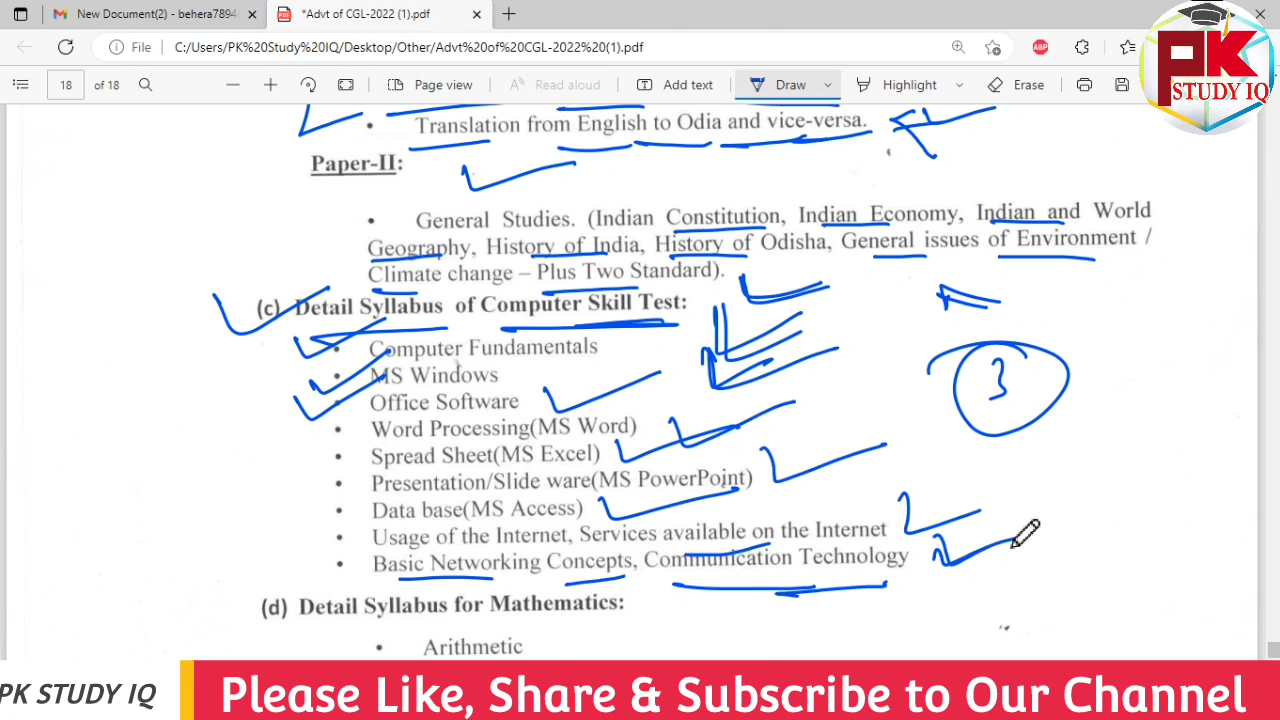 New Document(2) - behera7894
*Advt of CGL-2022 (1).pdf
File C:/Users/PK%20Study%20IQ/Desktop/Other/Advt%20of%20CGL-2022%20(1).pdf ABP
18 of 18 Page view Read aloud Add text Draw Highlight Erase
PK
STUDY IQ
• Translation from English to Odia and vice-versa.
Paper-II:
• General Studies. (Indian Constitution, Indian Economy, Indian and World
Geography, History of India, History of Odisha, General issues of Environment /
Climate change – Plus Two Standard).
(c) Detail Syllabus of Computer Skill Test:
• Computer Fundamentals
• MS Windows
• Office Software
• Word Processing(MS Word)
• Spread Sheet(MS Excel)
• Presentation/Slide ware(MS PowerPoint)
• Data base(MS Access)
• Usage of the Internet, Services available on the Internet
• Basic Networking Concepts, Communication Technology
3
(d) Detail Syllabus for Mathematics:
• Arithmetic
PK STUDY IQ
Please Like, Share & Subscribe to Our Channel